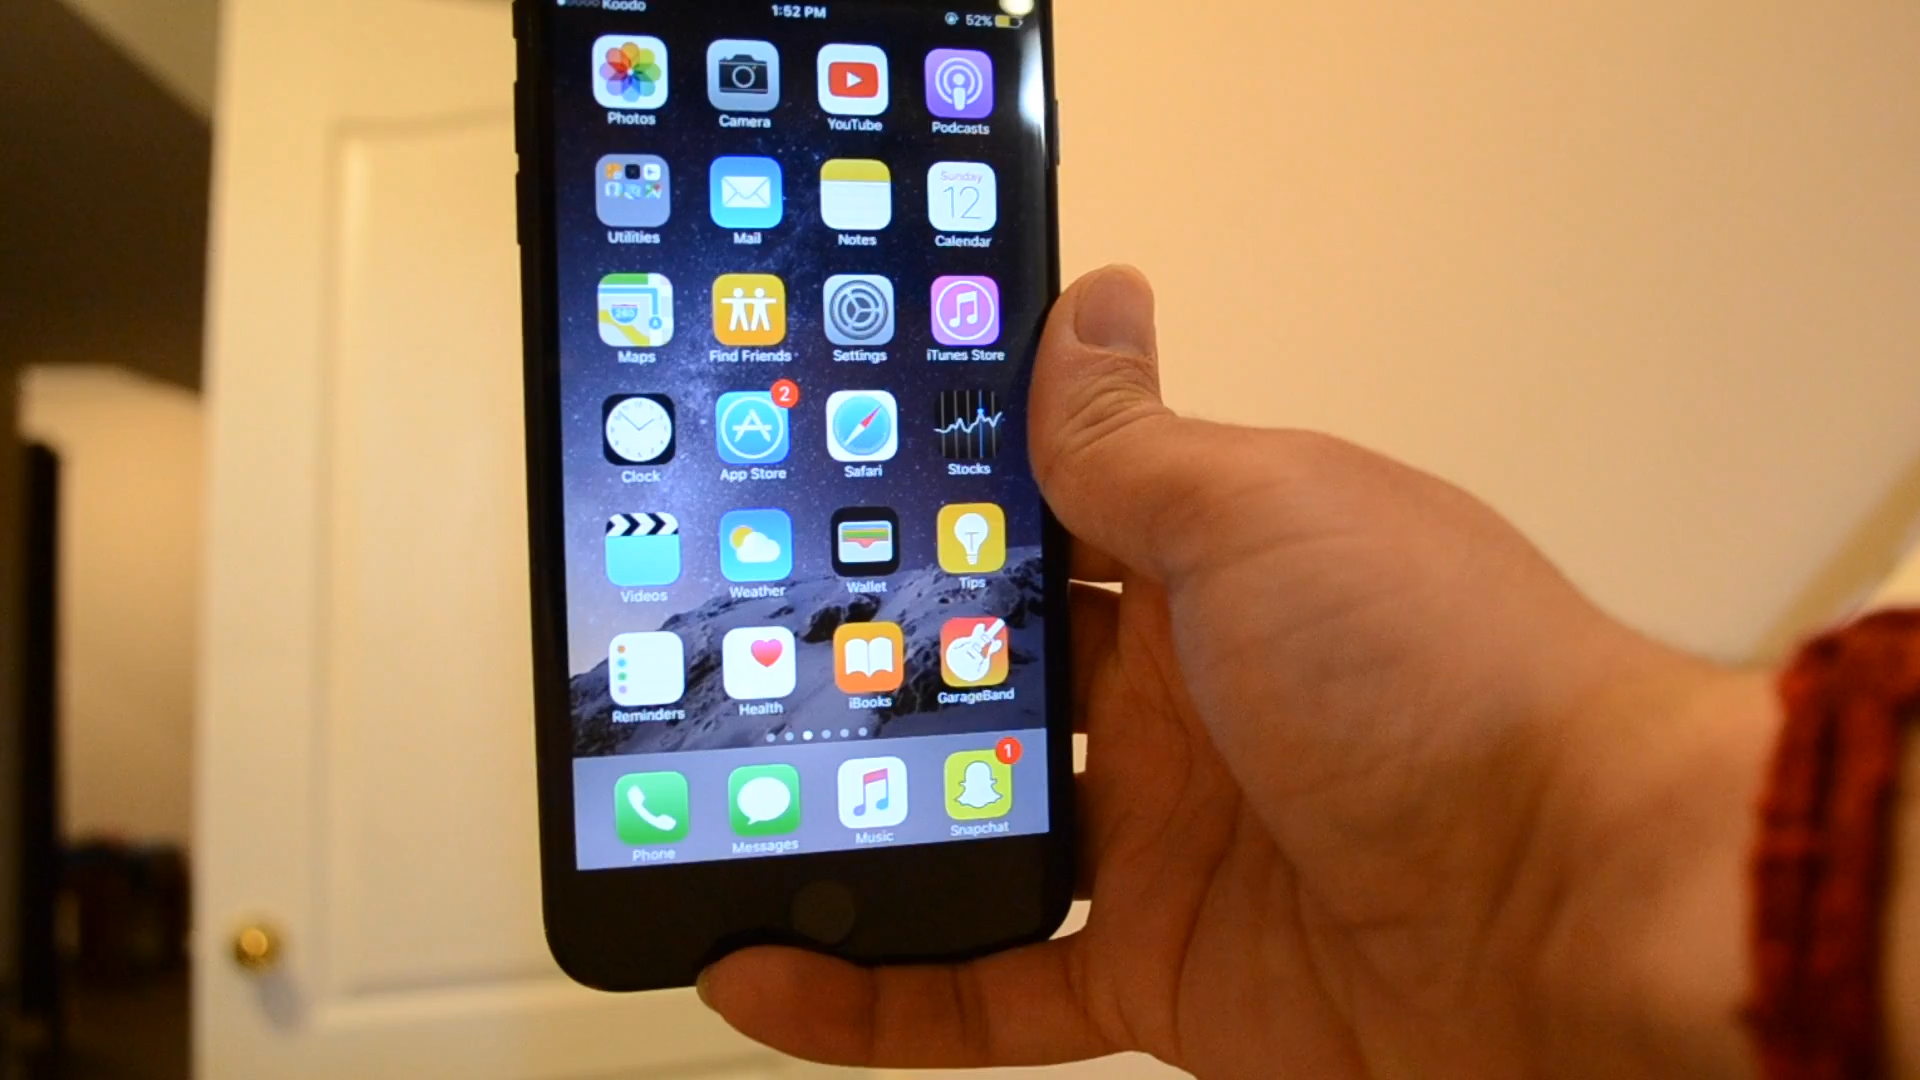 Koodo 1:52 PM 52%
Photos Camera YouTube Podcasts
Sunday
12
Utilities Mail Notes Calendar
280
Maps Find Friends Settings iTunes Store
2
Clock App Store Safari Stocks
Videos Weather Wallet Tips
Reminders Health iBooks GarageBand
1
Phone Messages Music Snapchat